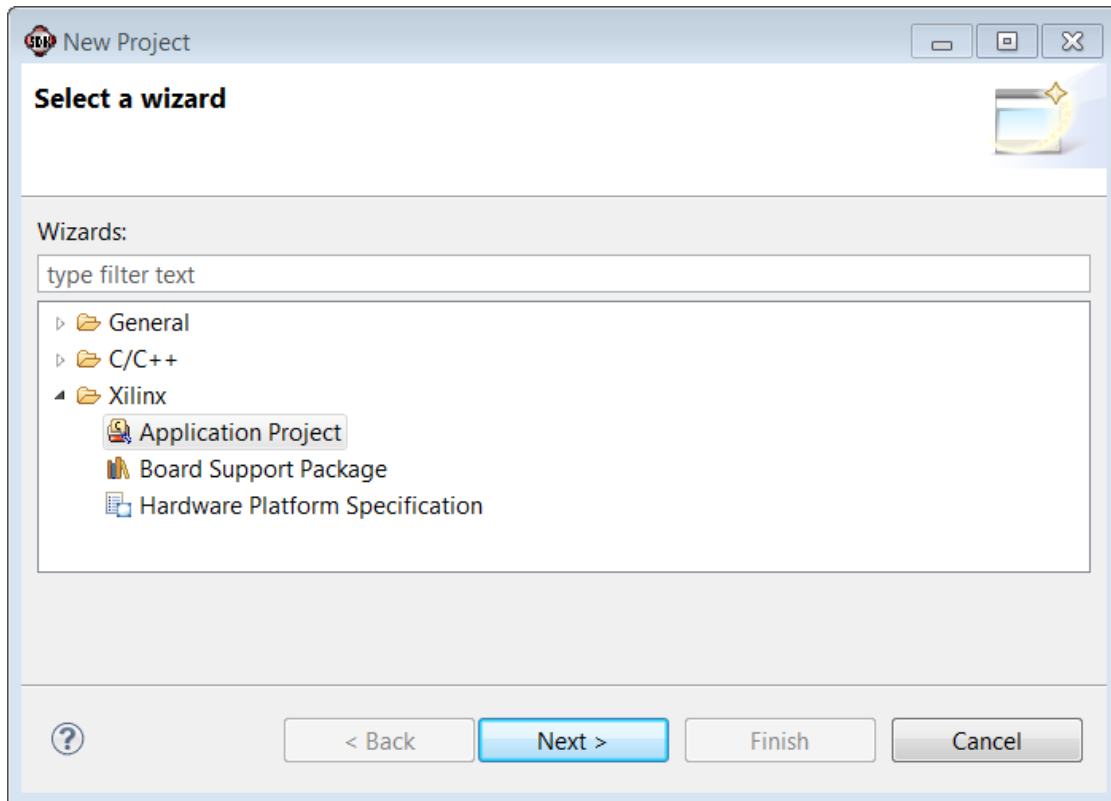 SDK New Project
Select a wizard
Wizards:
type filter text
General
C/C++
Xilinx
Application Project
Board Support Package
Hardware Platform Specification
? < Back Next > Finish Cancel